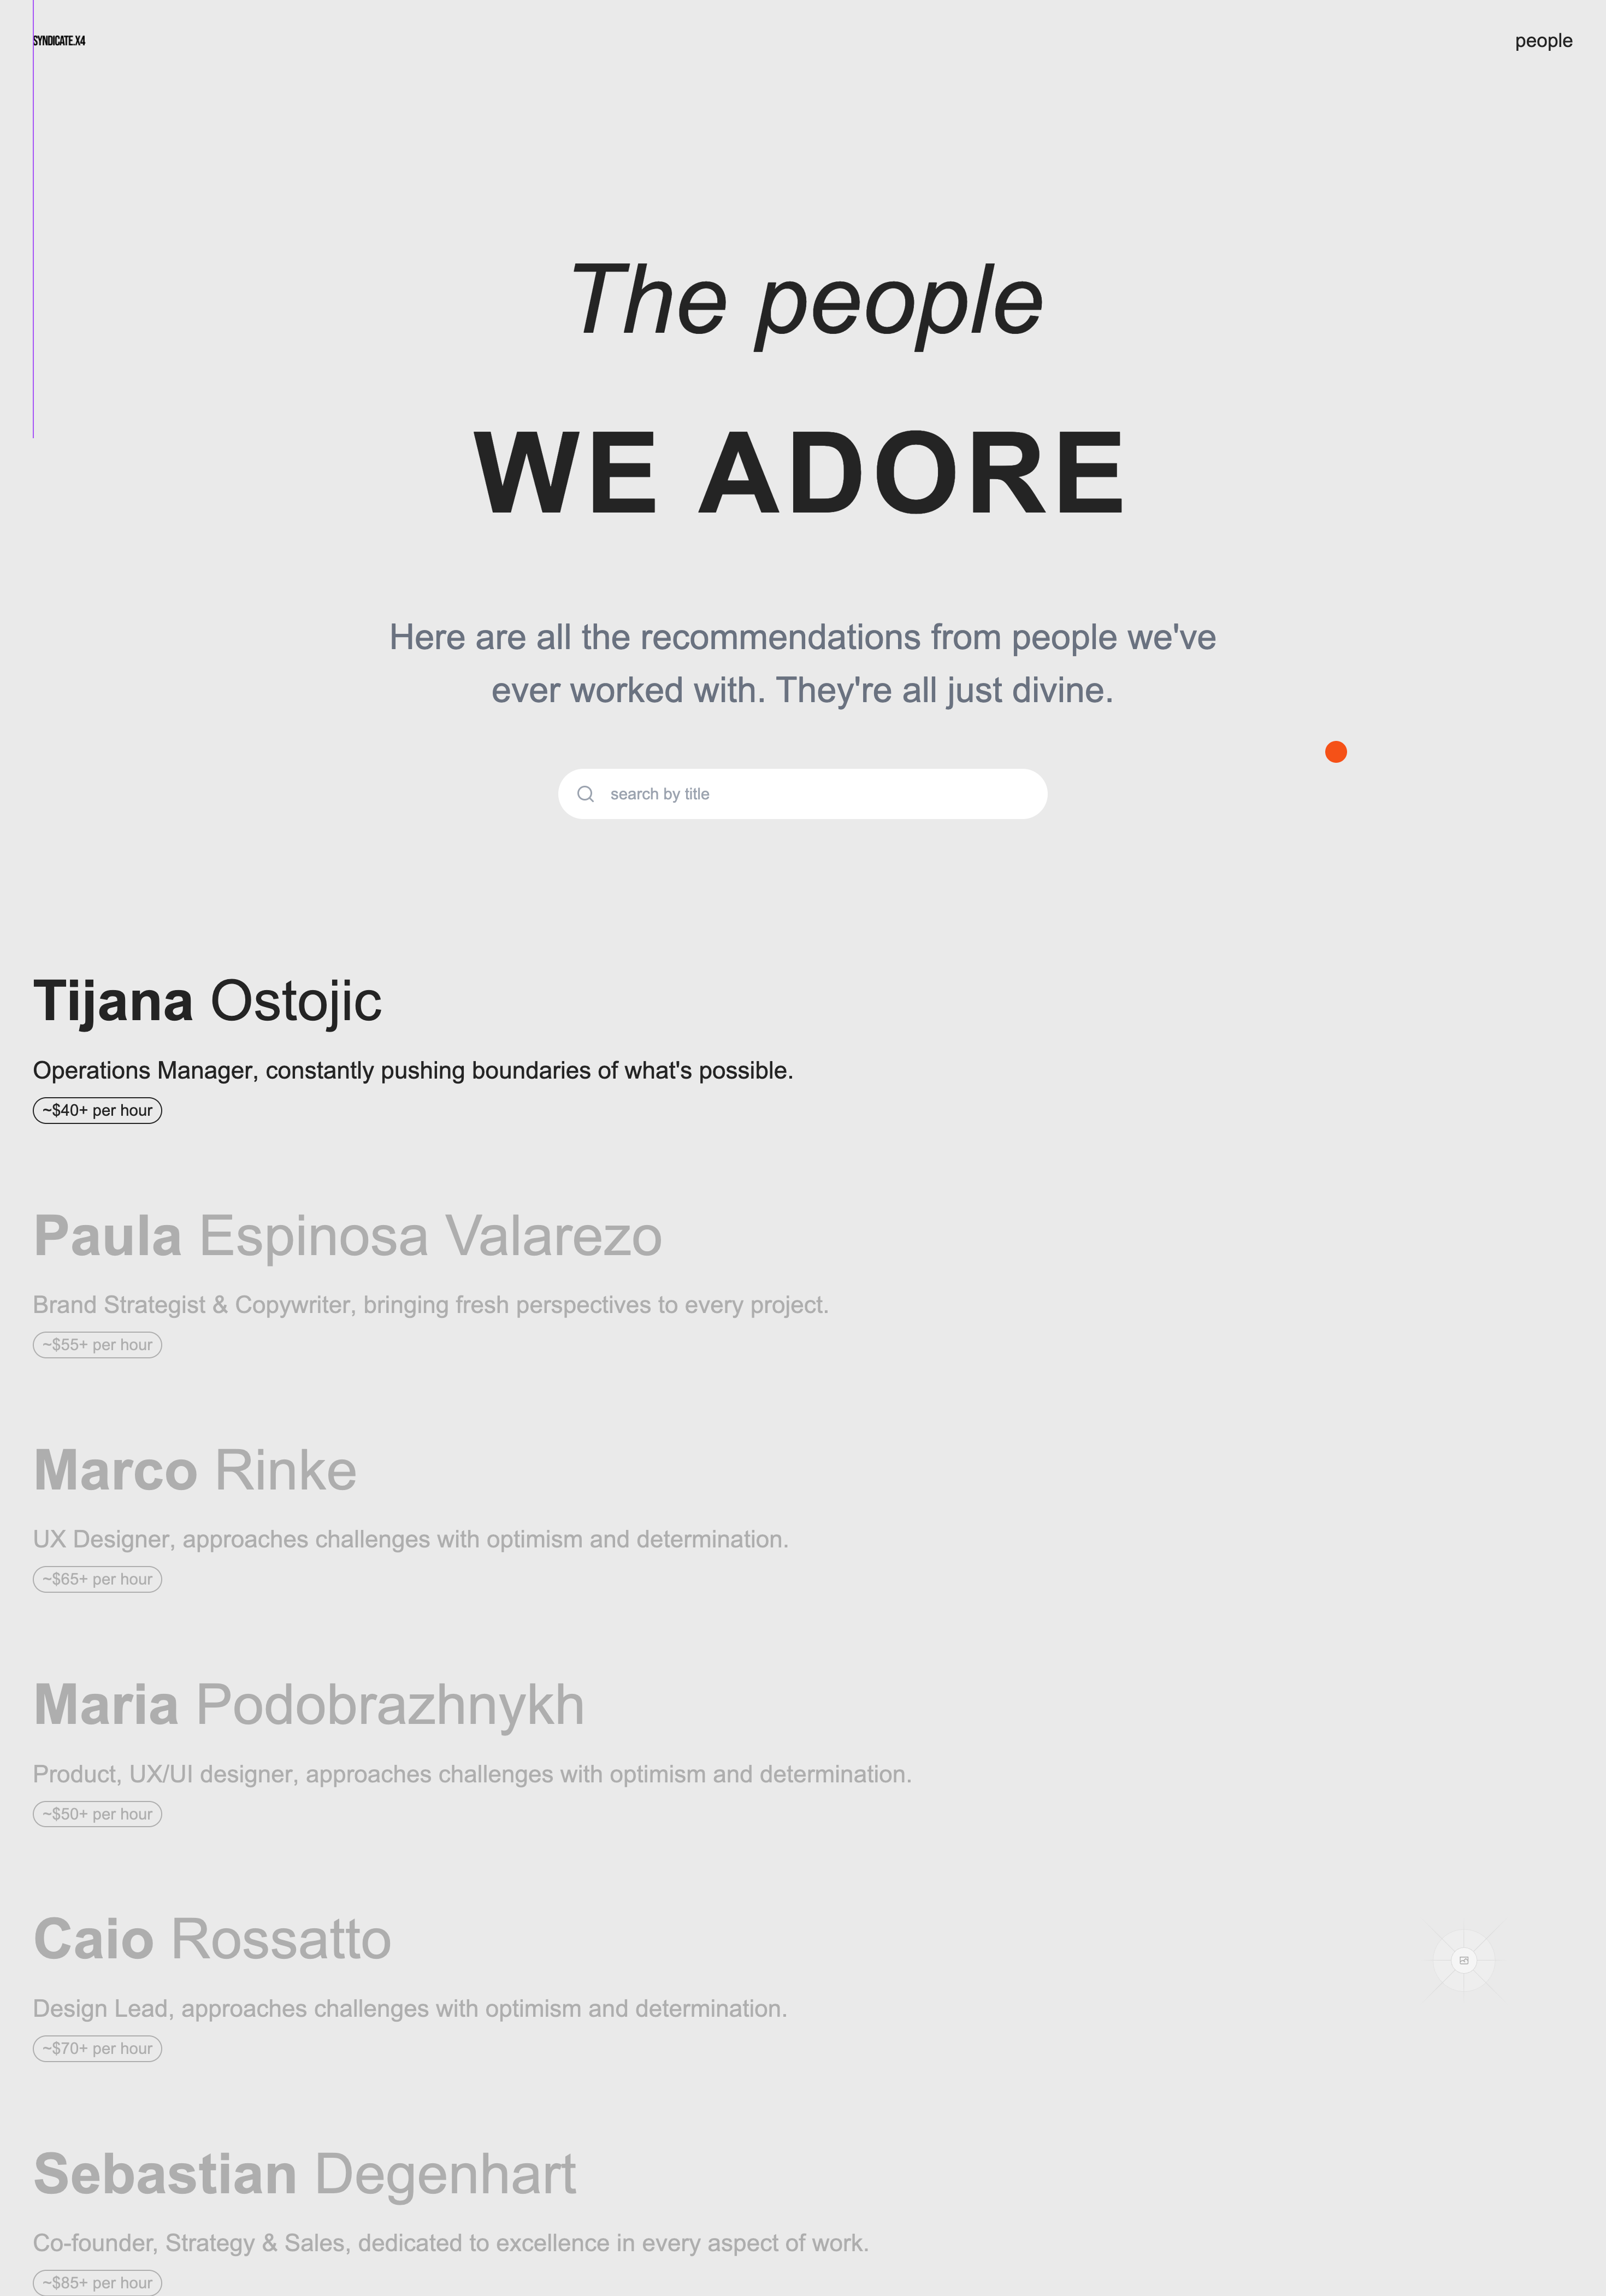 SYNDICATE.X4
people
The people
WE ADORE
Here are all the recommendations from people we've
ever worked with. They're all just divine.
search by title
Tijana Ostojic
Operations Manager, constantly pushing boundaries of what's possible.
~$40+ per hour
Paula Espinosa Valarezo
Brand Strategist & Copywriter, bringing fresh perspectives to every project.
~$55+ per hour
Marco Rinke
UX Designer, approaches challenges with optimism and determination.
~$65+ per hour
Maria Podobrazhnykh
Product, UX/UI designer, approaches challenges with optimism and determination.
~$50+ per hour
Caio Rossatto
Design Lead, approaches challenges with optimism and determination.
~$70+ per hour
Sebastian Degenhart
Co-founder, Strategy & Sales, dedicated to excellence in every aspect of work.
~$85+ per hour